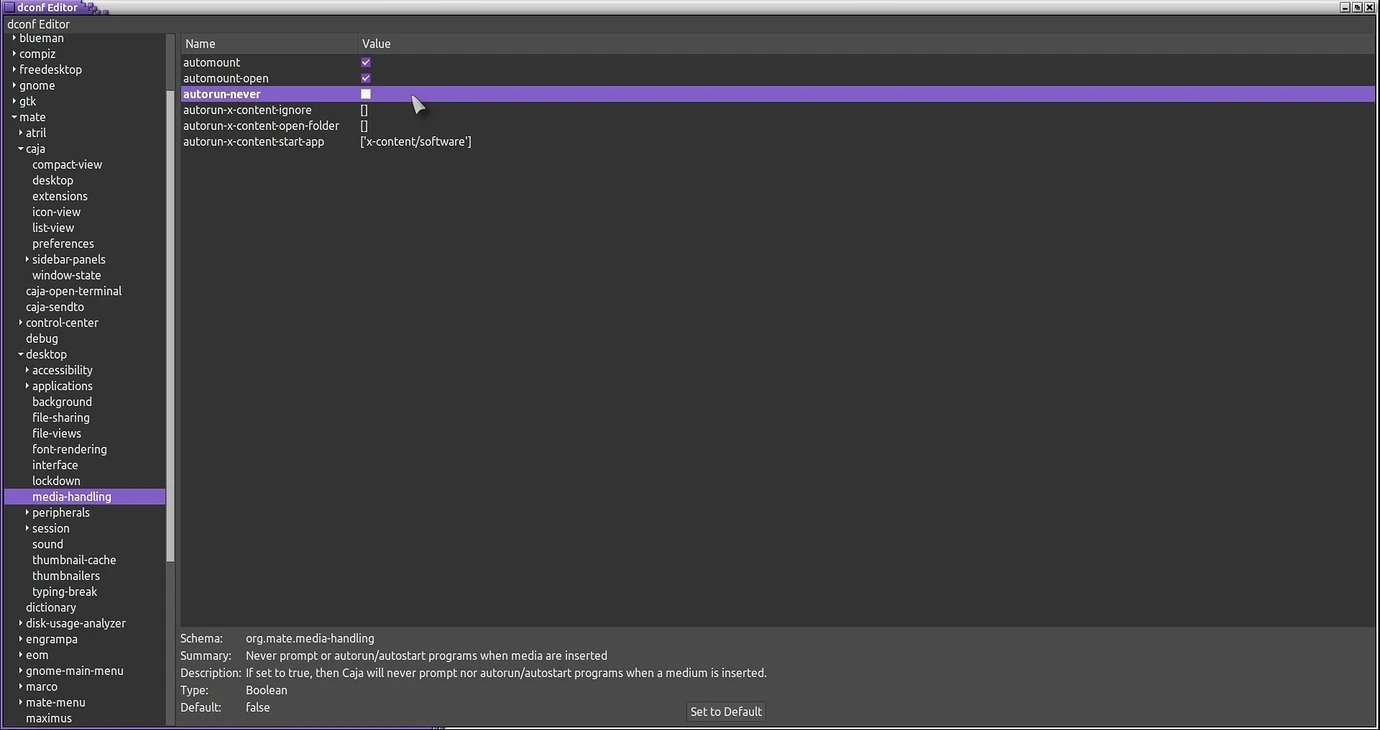 dconf Editor
dconf Editor
blueman
compiz
freedesktop
gnome
gtk
mate
atril
caja
compact-view
desktop
extensions
icon-view
list-view
preferences
sidebar-panels
window-state
caja-open-terminal
caja-sendto
control-center
debug
desktop
accessibility
applications
background
file-sharing
file-views
font-rendering
interface
lockdown
media-handling
peripherals
session
sound
thumbnail-cache
thumbnailers
typing-break
dictionary
disk-usage-analyzer
engrampa
eom
gnome-main-menu
marco
mate-menu
maximus
Name Value
automount
automount-open
autorun-never
autorun-x-content-ignore []
autorun-x-content-open-folder []
autorun-x-content-start-app ['x-content/software']
Schema: org.mate.media-handling
Summary: Never prompt or autorun/autostart programs when media are inserted
Description: If set to true, then Caja will never prompt nor autorun/autostart programs when a medium is inserted.
Type: Boolean
Default: false
Set to Default